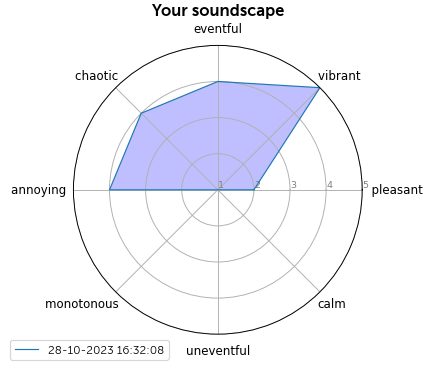 Your soundscape
eventful
chaotic
vibrant
annoying
1 2 3 4 5
pleasant
monotonous
calm
uneventful
28-10-2023 16:32:08